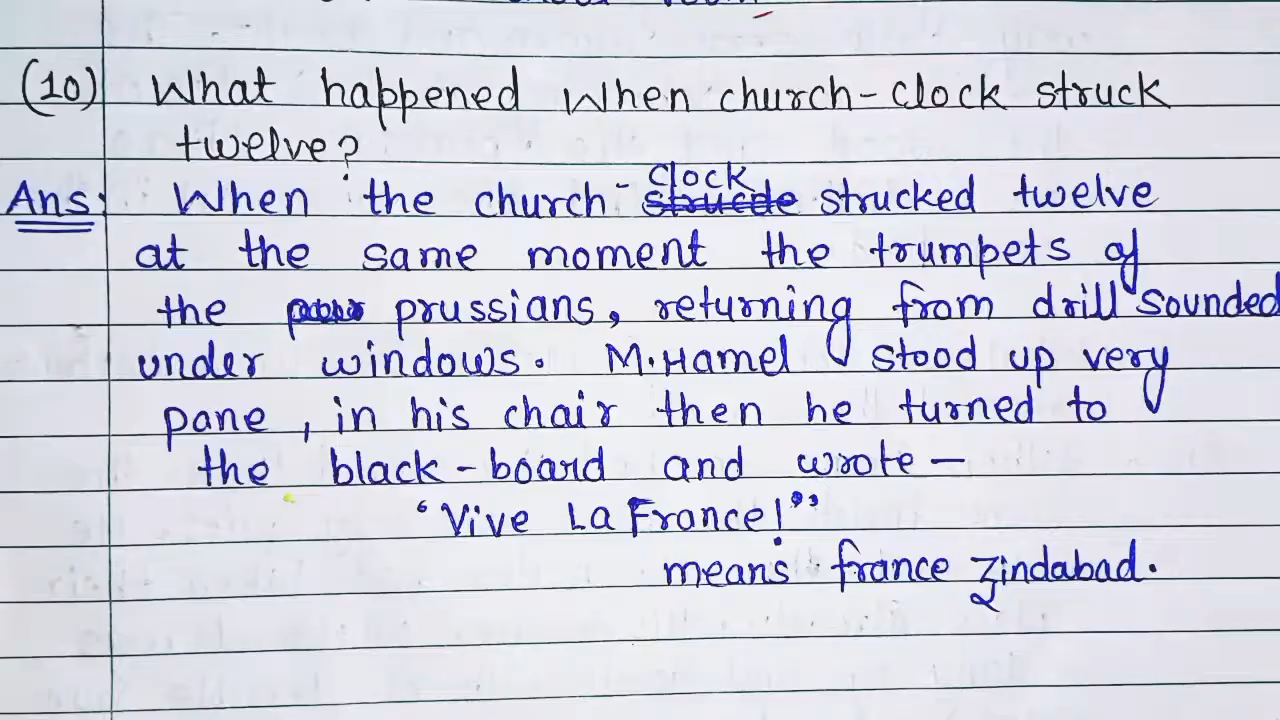 (10) What happened when church-clock struck
twelve?
Ans: When the church-clock strucked twelve
at the same moment the trumpets of
the prussians, returning from drill sounded
under windows. M.Hamel stood up very
pane, in his chair then he turned to
the black-board and wrote—
‘Vive La France!”’
means france Zindabad.